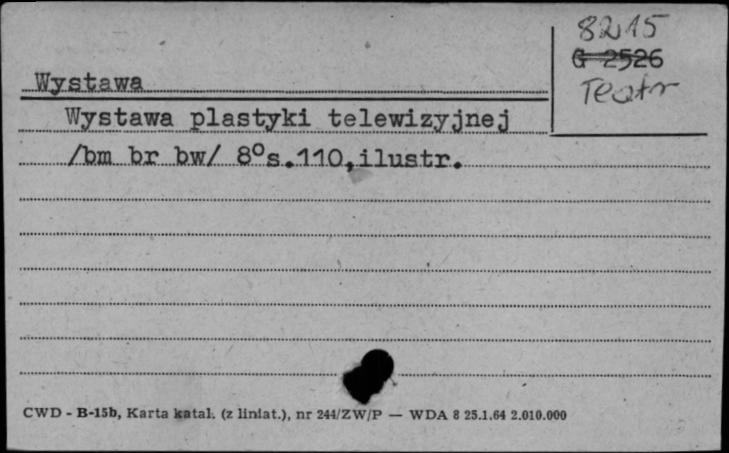 8215
G 2526
Teatr
Wystawa
Wystawa plastyki telewizyjnej
/bm br bw/ 8°s.110,ilustr.
CWD - B-15b, Karta katal. (z liniat.), nr 244/ZW/P — WDA 8 25.1.64 2.010.000